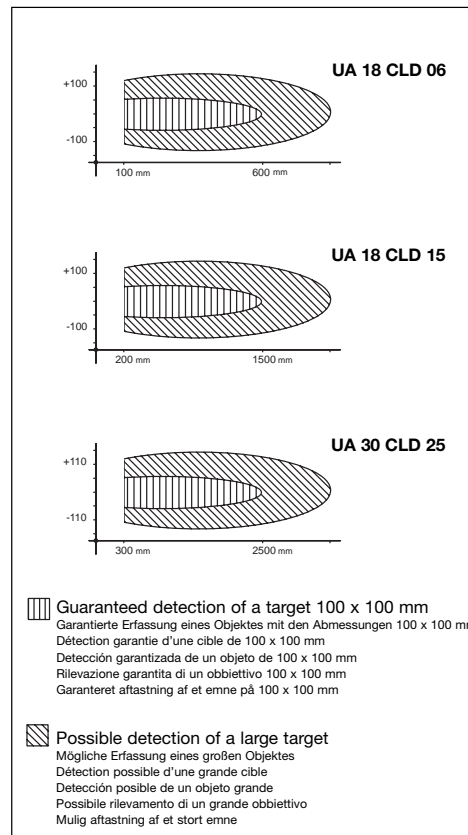 UA 18 CLD 06
+100
-100
100 mm
600 mm
UA 18 CLD 15
+100
-100
200 mm
1500 mm
UA 30 CLD 25
+110
-110
300 mm
2500 mm
Guaranteed detection of a target 100 x 100 mm
Garantierte Erfassung eines Objektes mit den Abmessungen 100 x 100 mm
Détection garantie d'une cible de 100 x 100 mm
Detección garantizada de un objeto de 100 x 100 mm
Rilevazione garantita di un obbiettivo 100 x 100 mm
Garanteret aftastning af et emne på 100 x 100 mm
Possible detection of a large target
Mögliche Erfassung eines großen Objektes
Détection possible d'une grande cible
Detección posible de un objeto grande
Possibile rilevamento di un grande obbiettivo
Mulig aftastning af et stort emne